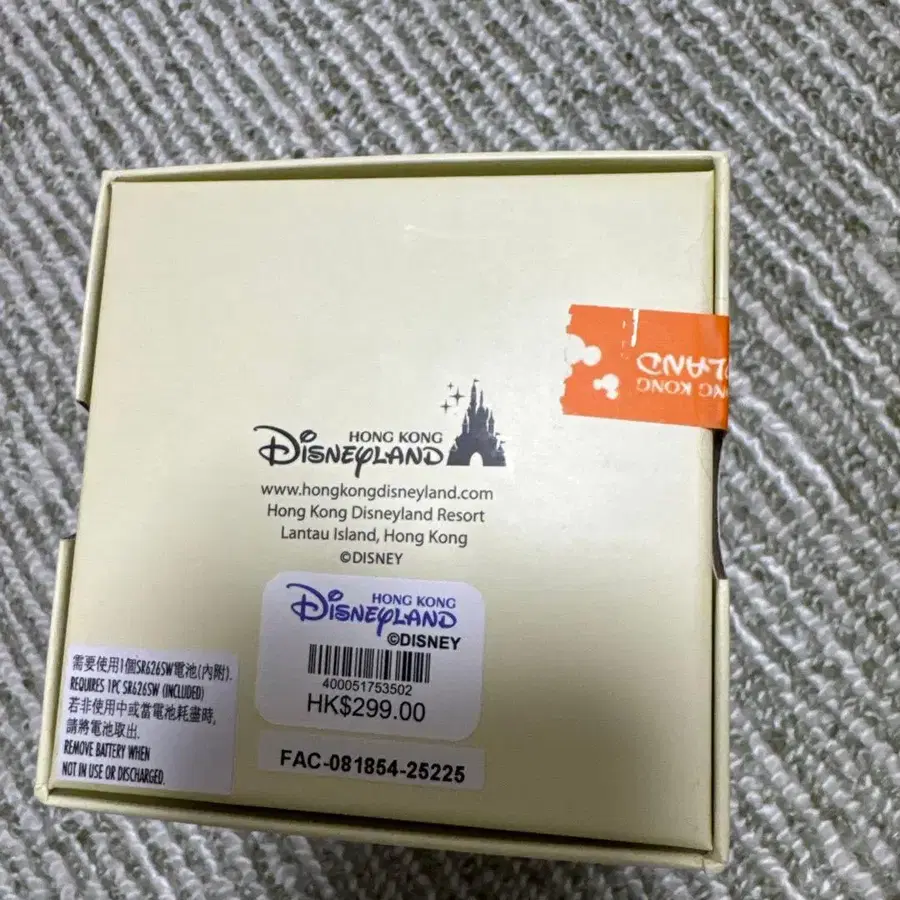 HONG KONG
DISNEYLAND
www.hongkongdisneyland.com
Hong Kong Disneyland Resort
Lantau Island, Hong Kong
©DISNEY
HONG KONG
DISNEYLAND
©DISNEY
400051753502
HK$299.00
FAC-081854-25225
需要使用1個SR626SW電池(內附).
REQUIRES 1PC SR626SW (INCLUDED)
若非使用中或當電池耗盡時,
請將電池取出.
REMOVE BATTERY WHEN
NOT IN USE OR DISCHARGED.
KONG